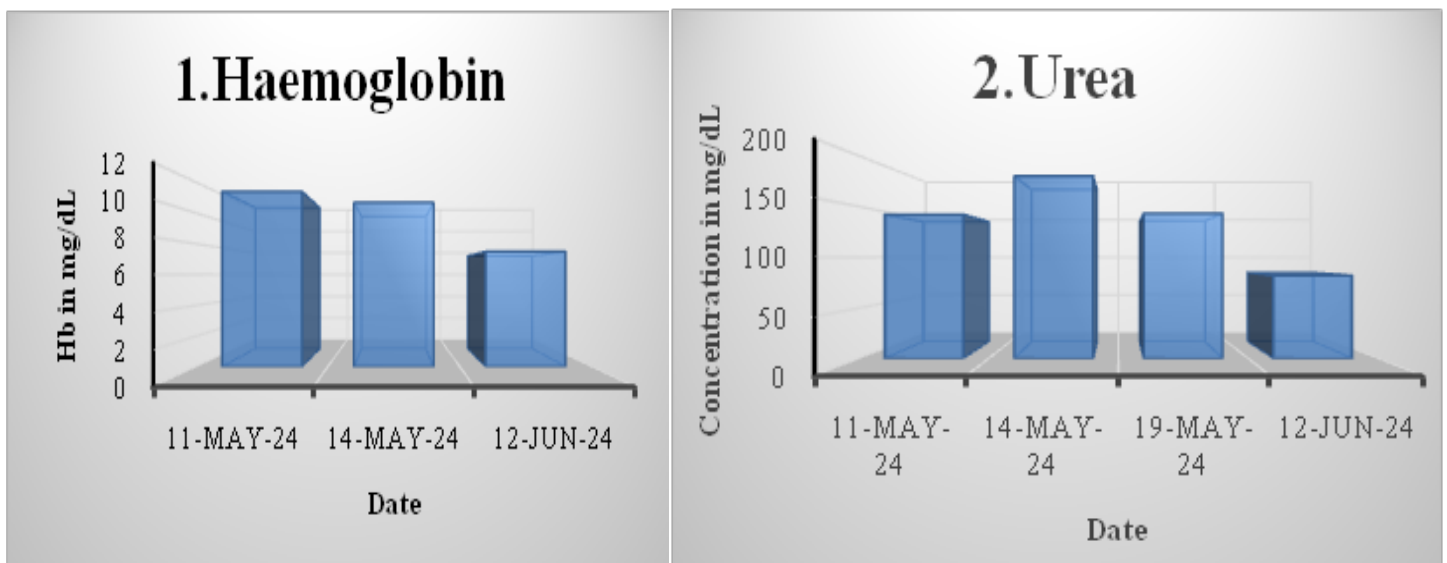 1.Haemoglobin
Hb in mg/dL
12
10
8
6
4
2
0
11-MAY-24 14-MAY-24 12-JUN-24
Date
2.Urea
Concentration in mg/dL
200
150
100
50
0
11-MAY- 14-MAY- 19-MAY- 12-JUN-24
24 24 24
Date